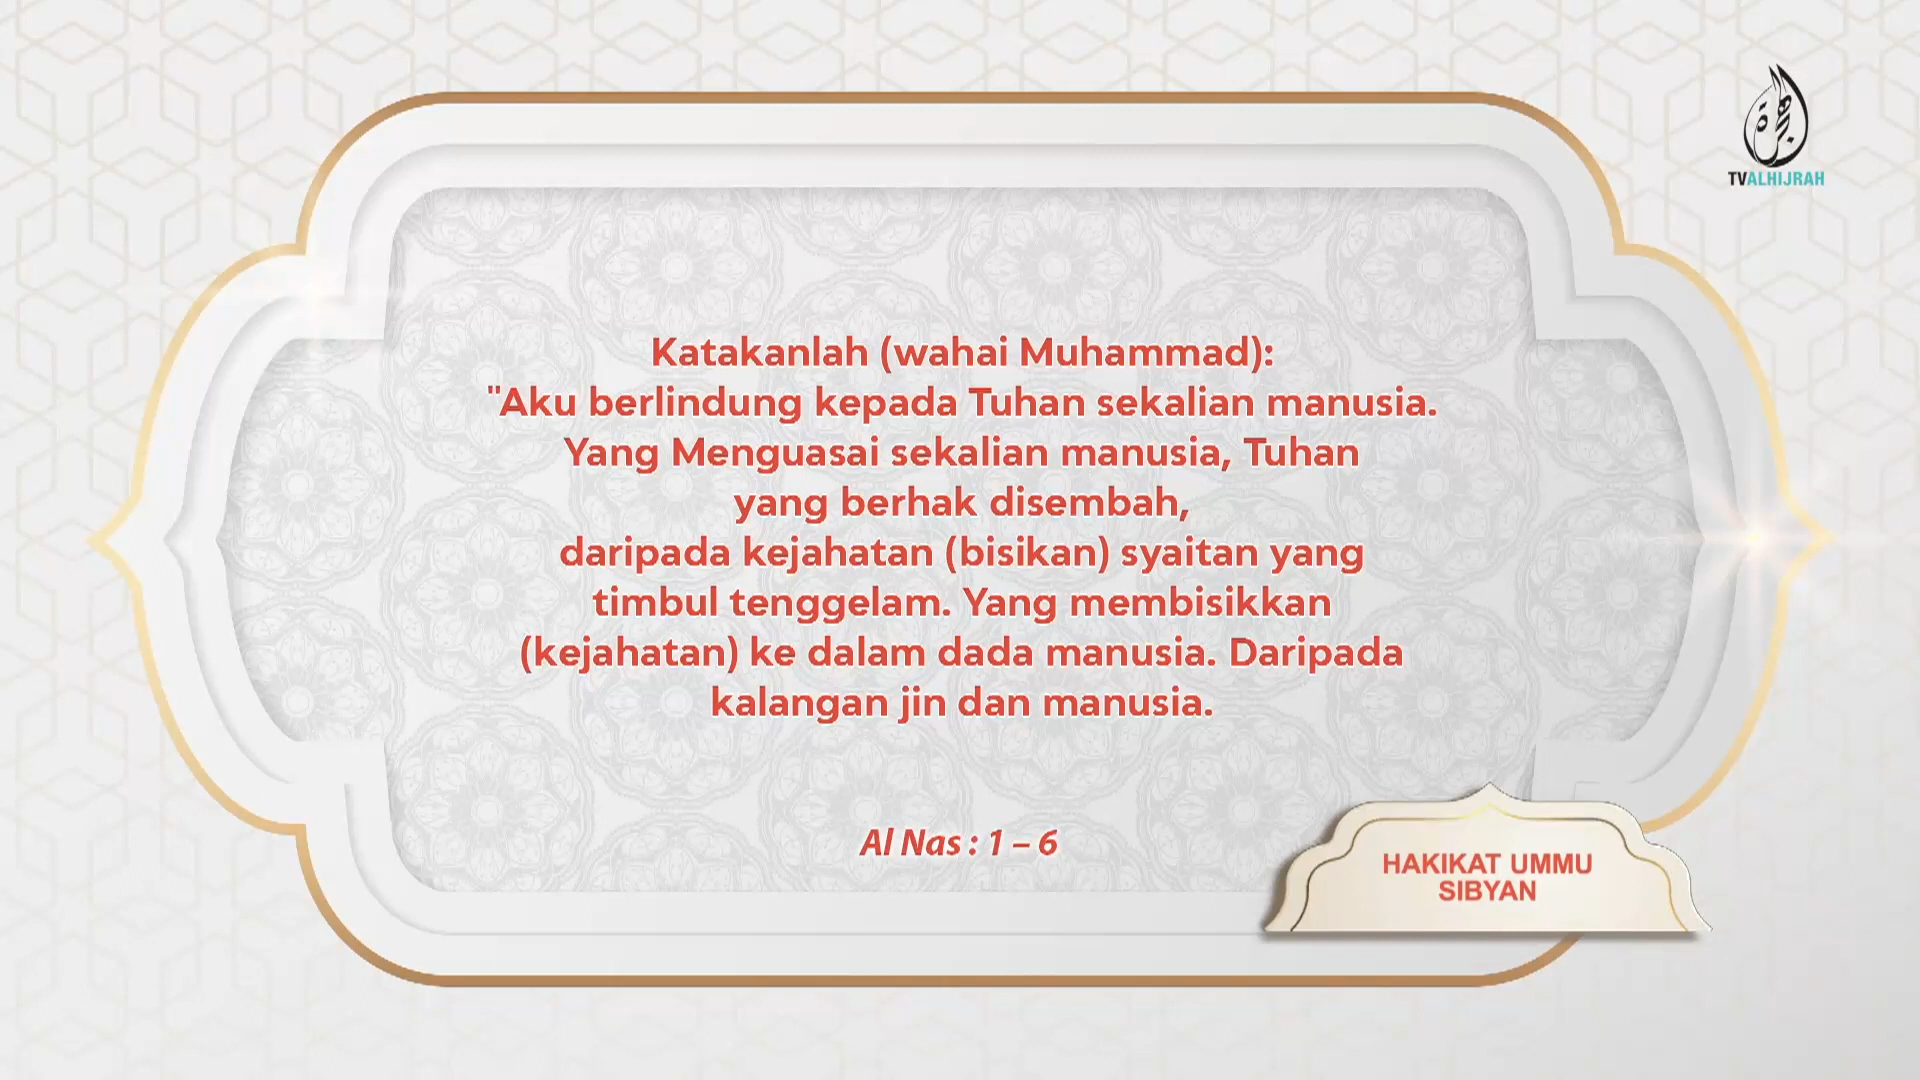 هجرة
TVALHIJRAH
Katakanlah (wahai Muhammad):
"Aku berlindung kepada Tuhan sekalian manusia.
Yang Menguasai sekalian manusia, Tuhan
yang berhak disembah,
daripada kejahatan (bisikan) syaitan yang
timbul tenggelam. Yang membisikkan
(kejahatan) ke dalam dada manusia. Daripada
kalangan jin dan manusia.
Al Nas : 1 – 6
HAKIKAT UMMU
SIBYAN